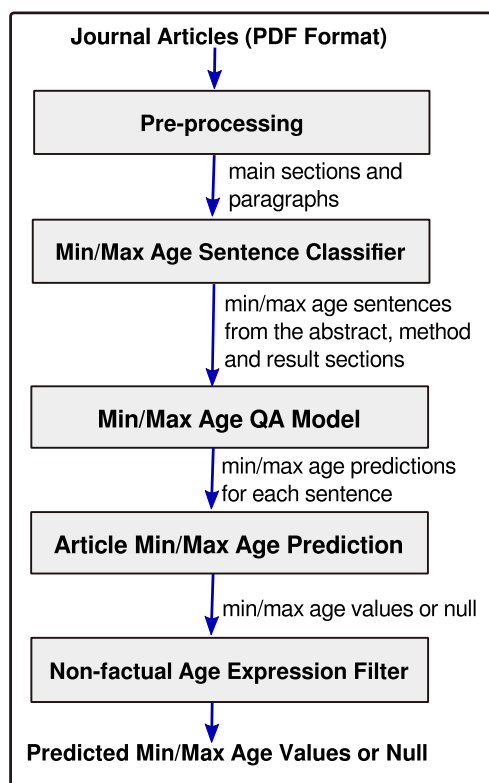 Journal Articles (PDF Format)
Pre-processing
main sections and
paragraphs
Min/Max Age Sentence Classifier
min/max age sentences
from the abstract, method
and result sections
Min/Max Age QA Model
min/max age predictions
for each sentence
Article Min/Max Age Prediction
min/max age values or null
Non-factual Age Expression Filter
Predicted Min/Max Age Values or Null